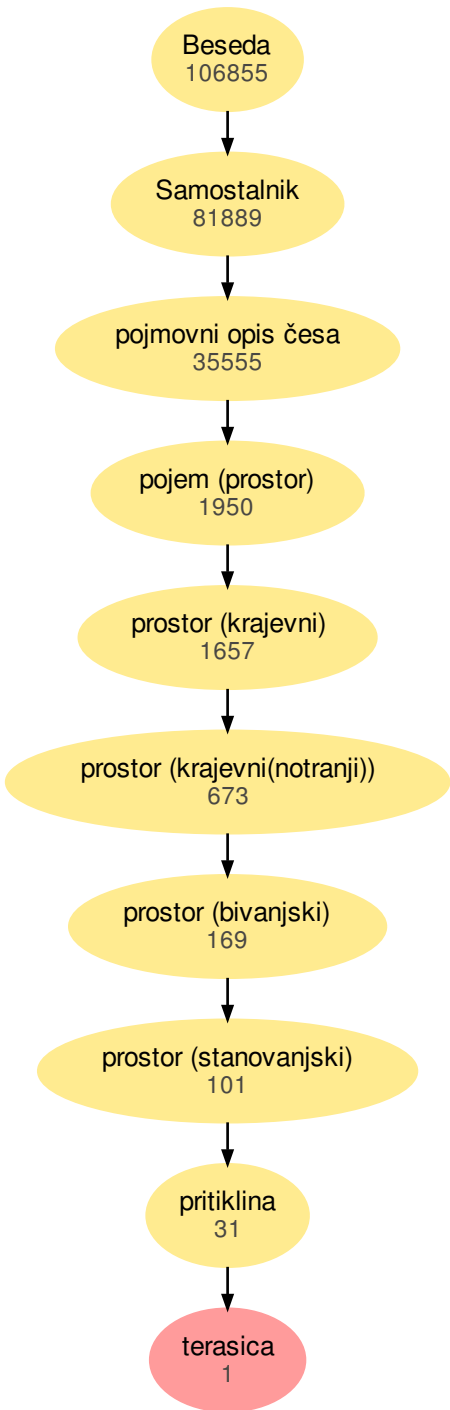 Beseda
106855
Samostalnik
81889
pojmovni opis česa
35555
pojem (prostor)
1950
prostor (krajevni)
1657
prostor (krajevni(notranji))
673
prostor (bivanjski)
169
prostor (stanovanjski)
101
pritiklina
31
terasica
1